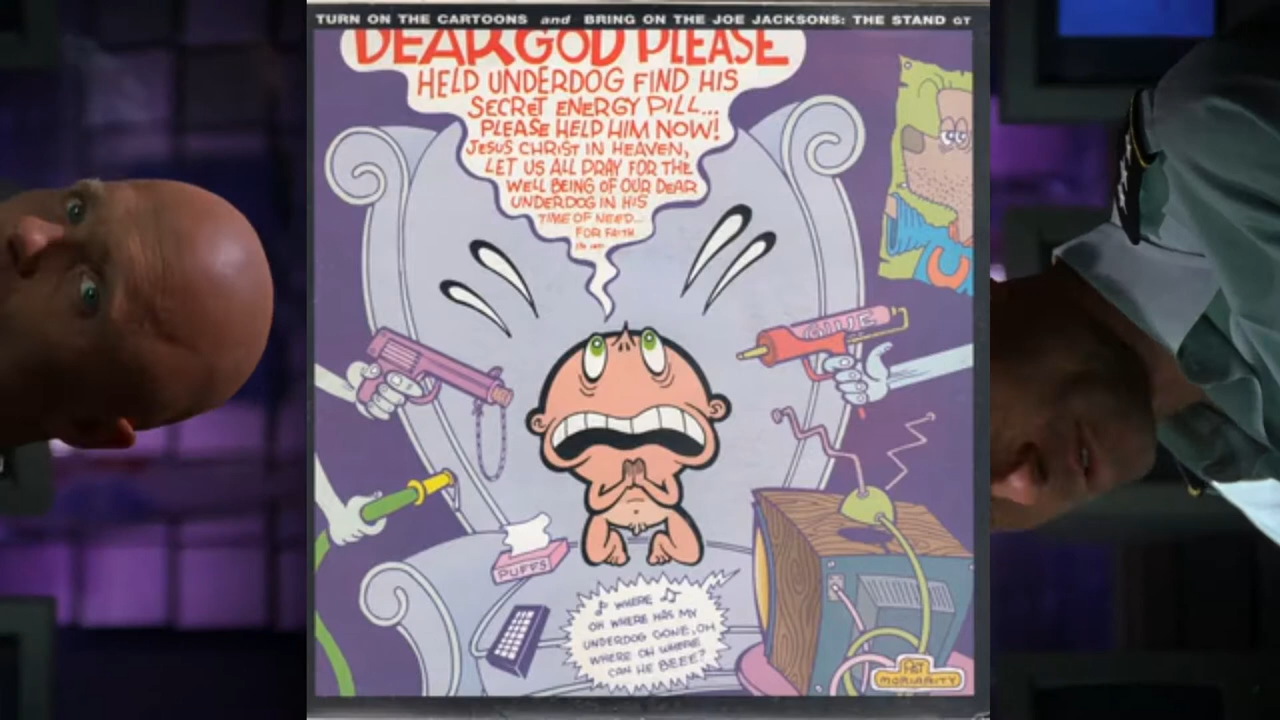 TURN ON THE CARTOONS and BRING ON THE JOE JACKSONS: THE STAND GT
DEAR GOD PLEASE
HELD UNDERDOG FIND HIS
SECRET ENERGY PILL...
PLEASE HELP HIM NOW!
JESUS CHRIST IN HEAVEN,
LET US ALL PRAY FOR THE
WELL BEING OF OUR DEAR
UNDERDOG IN HIS
TIME OF NEED...
FOR FAITH
GLUE
PUFFS
WHERE
OH WHERE HAS MY
UNDERDOG GONE, OH
WHERE OH WHERE
CAN HE BEEE?
PAT
MORIARITY